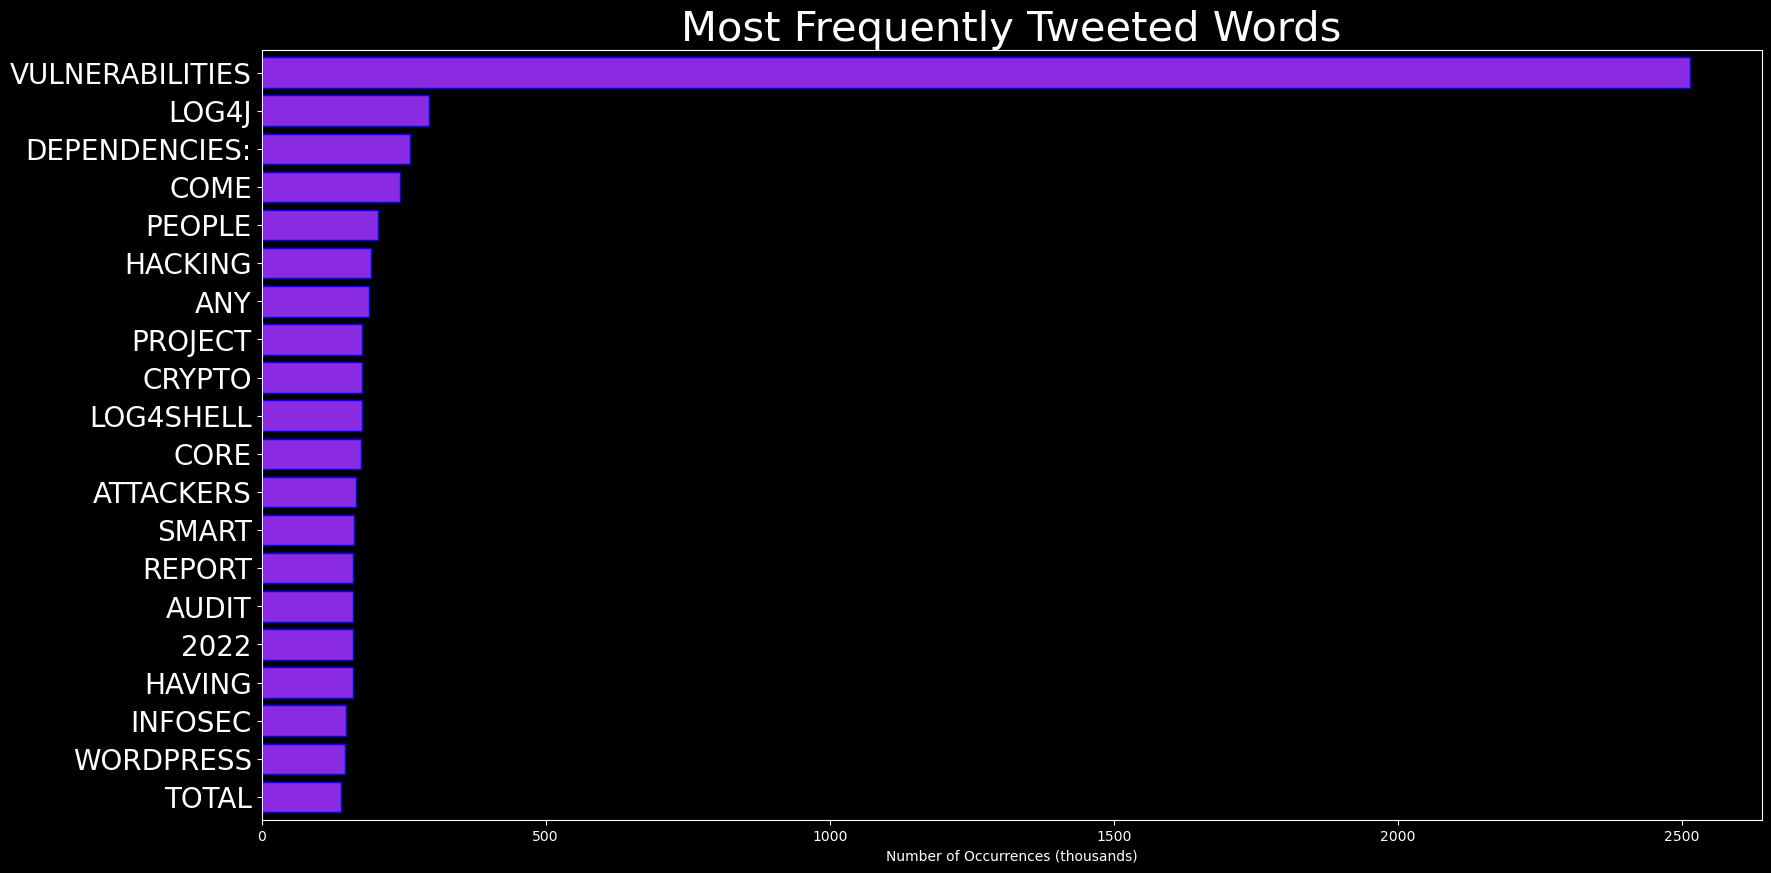 Most Frequently Tweeted Words
VULNERABILITIES
LOG4J
DEPENDENCIES:
COME
PEOPLE
HACKING
ANY
PROJECT
CRYPTO
LOG4SHELL
CORE
ATTACKERS
SMART
REPORT
AUDIT
2022
HAVING
INFOSEC
WORDPRESS
TOTAL
0 500 1000 1500 2000 2500
Number of Occurrences (thousands)